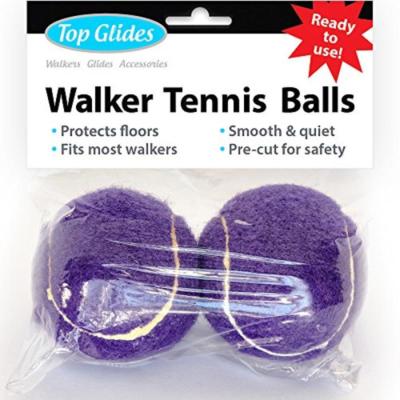 Top Glides
Walkers Glides Accessories
Ready to use!
Walker Tennis Balls
• Protects floors
• Smooth & quiet
• Fits most walkers
• Pre-cut for safety